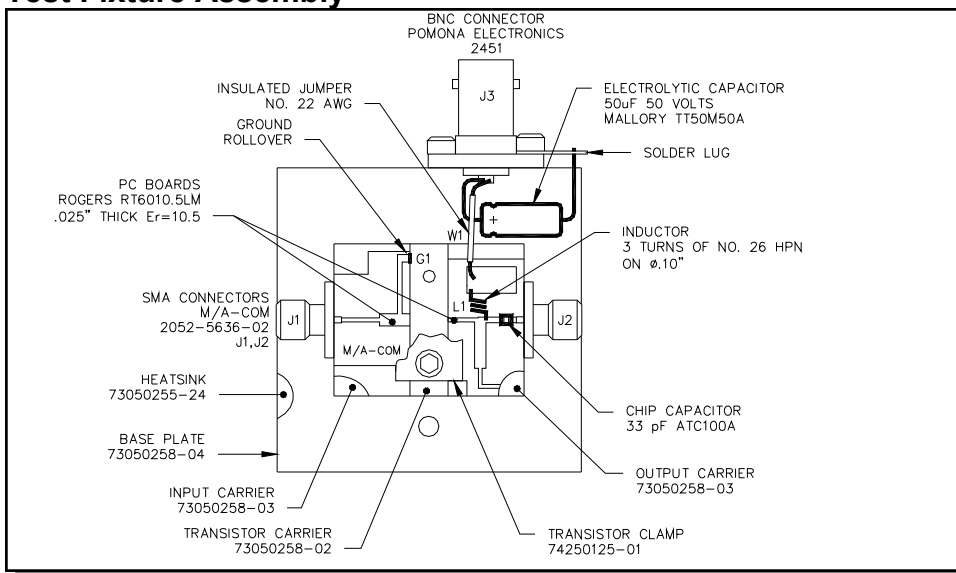 Test Fixture Assembly
BNC CONNECTOR
POMONA ELECTRONICS
2451
J3
INSULATED JUMPER
NO. 22 AWG
GROUND
ROLLOVER
ELECTROLYTIC CAPACITOR
50uF 50 VOLTS
MALLORY TT50M50A
SOLDER LUG
PC BOARDS
ROGERS RT6010.5LM
.025" THICK Er=10.5
+
W1
INDUCTOR
3 TURNS OF NO. 26 HPN
ON ø.10"
G1
L1
SMA CONNECTORS
M/A-COM
2052-5636-02
J1,J2
J1
J2
M/A-COM
HEATSINK
73050255-24
CHIP CAPACITOR
33 pF ATC100A
BASE PLATE
73050258-04
OUTPUT CARRIER
73050258-03
INPUT CARRIER
73050258-03
TRANSISTOR CARRIER
73050258-02
TRANSISTOR CLAMP
74250125-01